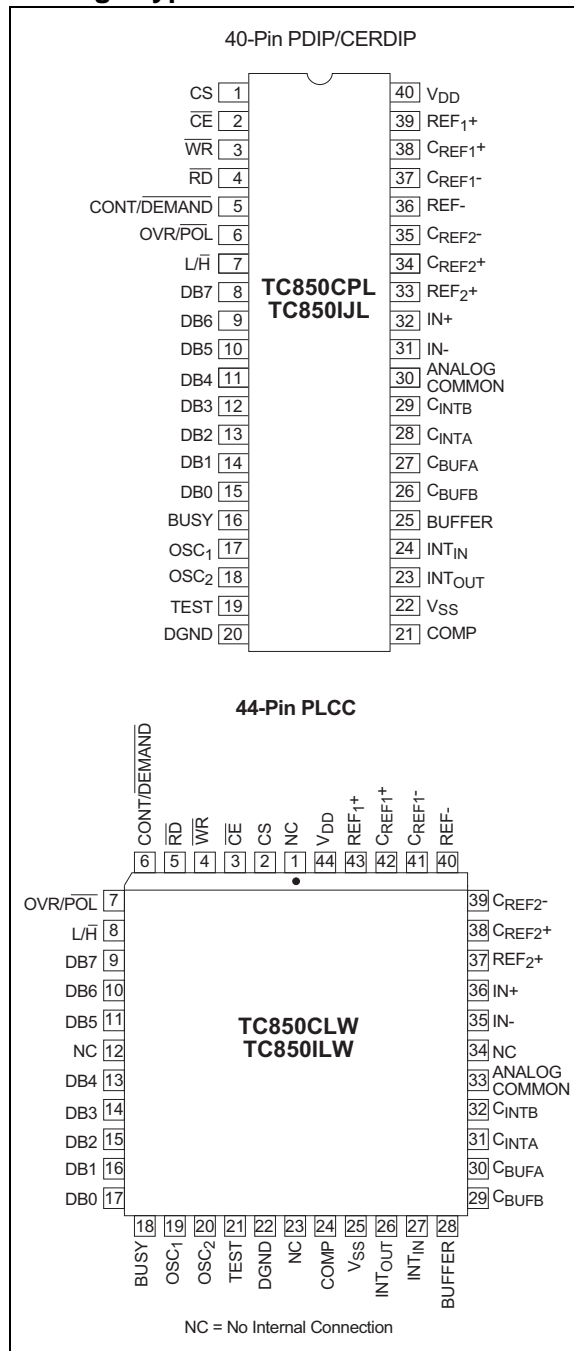 40-Pin PDIP/CERDIP
CS 1
CE 2
WR 3
RD 4
CONT/DEMAND 5
OVR/POL 6
L/H 7
DB7 8
DB6 9
DB5 10
DB4 11
DB3 12
DB2 13
DB1 14
DB0 15
BUSY 16
OSC1 17
OSC2 18
TEST 19
DGND 20
TC850CPL
TC850IJL
40 VDD
39 REF1+
38 CREF1+
37 CREF1-
36 REF-
35 CREF2-
34 CREF2+
33 REF2+
32 IN+
31 IN-
30 ANALOG
COMMON
29 CINTB
28 CINTA
27 CBUFA
26 CBUFB
25 BUFFER
24 INTIN
23 INTOUT
22 VSS
21 COMP
44-Pin PLCC
CONT/DEMAND
RD
WR
CE
CS
NC
VDD
REF1+
CREF1+
CREF1-
REF-
6 5 4 3 2 1 44 43 42 41 40
OVR/POL 7
L/H 8
DB7 9
DB6 10
DB5 11
NC 12
DB4 13
DB3 14
DB2 15
DB1 16
DB0 17
TC850CLW
TC850ILW
39 CREF2-
38 CREF2+
37 REF2+
36 IN+
35 IN-
34 NC
33 ANALOG
COMMON
32 CINTB
31 CINTA
30 CBUFA
29 CBUFB
18 19 20 21 22 23 24 25 26 27 28
BUSY
OSC1
OSC2
TEST
DGND
NC
COMP
VSS
INTOUT
INTIN
BUFFER
NC = No Internal Connection